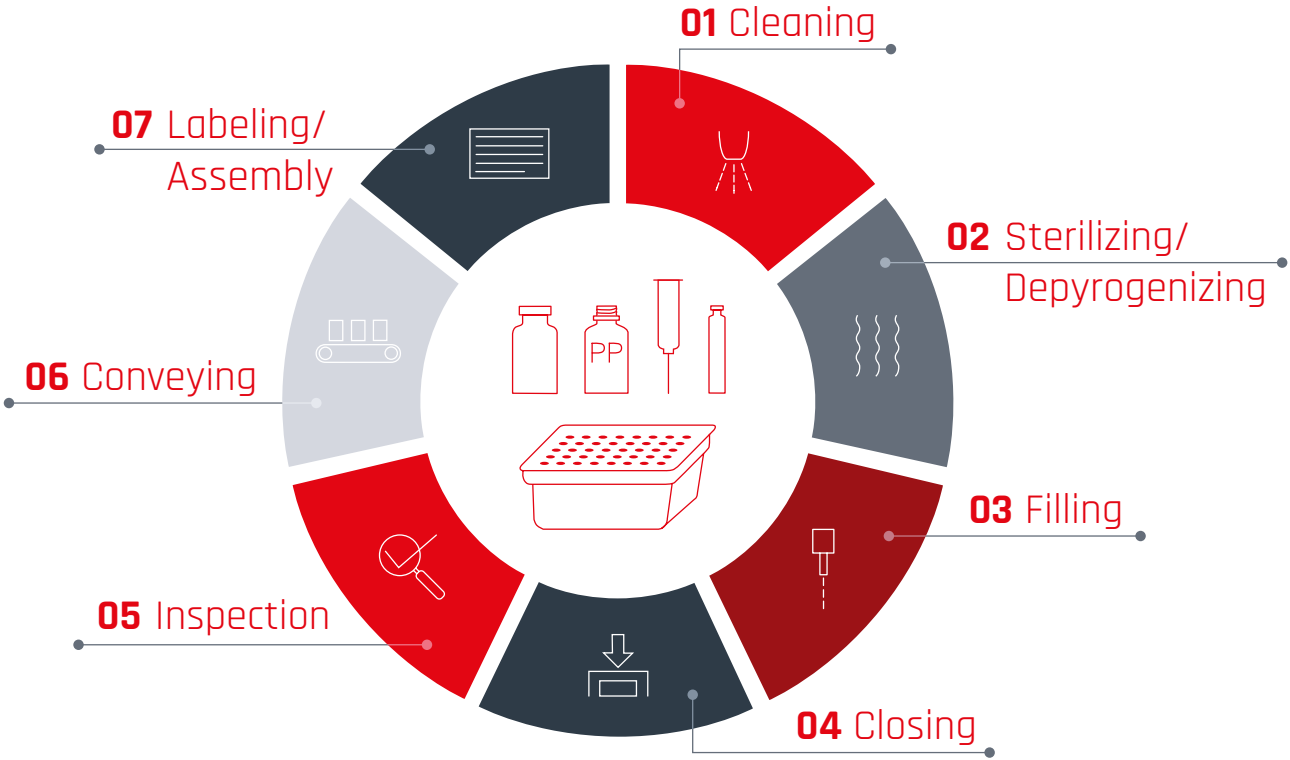 01 Cleaning
02 Sterilizing/
Depyrogenizing
03 Filling
04 Closing
05 Inspection
06 Conveying
07 Labeling/
Assembly
PP